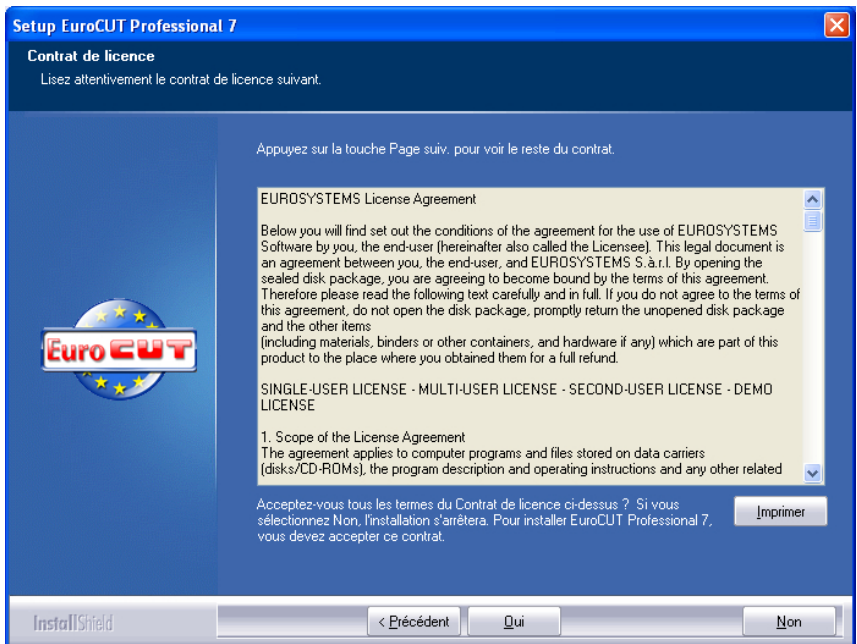 Setup EuroCUT Professional 7
Contrat de licence
Lisez attentivement le contrat de licence suivant.
Appuyez sur la touche Page suiv. pour voir le reste du contrat.
EUROSYSTEMS License Agreement
Below you will find set out the conditions of the agreement for the use of EUROSYSTEMS
Software by you, the end-user (hereinafter also called the Licensee). This legal document is
an agreement between you, the end-user, and EUROSYSTEMS S.à.r.l. By opening the
sealed disk package, you are agreeing to become bound by the terms of this agreement.
Therefore please read the following text carefully and in full. If you do not agree to the terms of
this agreement, do not open the disk package, promptly return the unopened disk package
and the other items
(including materials, binders or other containers, and hardware if any) which are part of this
product to the place where you obtained them for a full refund.
SINGLE-USER LICENSE - MULTI-USER LICENSE - SECOND-USER LICENSE - DEMO
LICENSE
1. Scope of the License Agreement
The agreement applies to computer programs and files stored on data carriers
(disks/CD-ROMs), the program description and operating instructions and any other related
Euro CUT
Acceptez-vous tous les termes du Contrat de licence ci-dessus ? Si vous
sélectionnez Non, l'installation s'arrêtera. Pour installer EuroCUT Professional 7,
vous devez accepter ce contrat.
Imprimer
InstallShield
< Précédent
Oui
Non